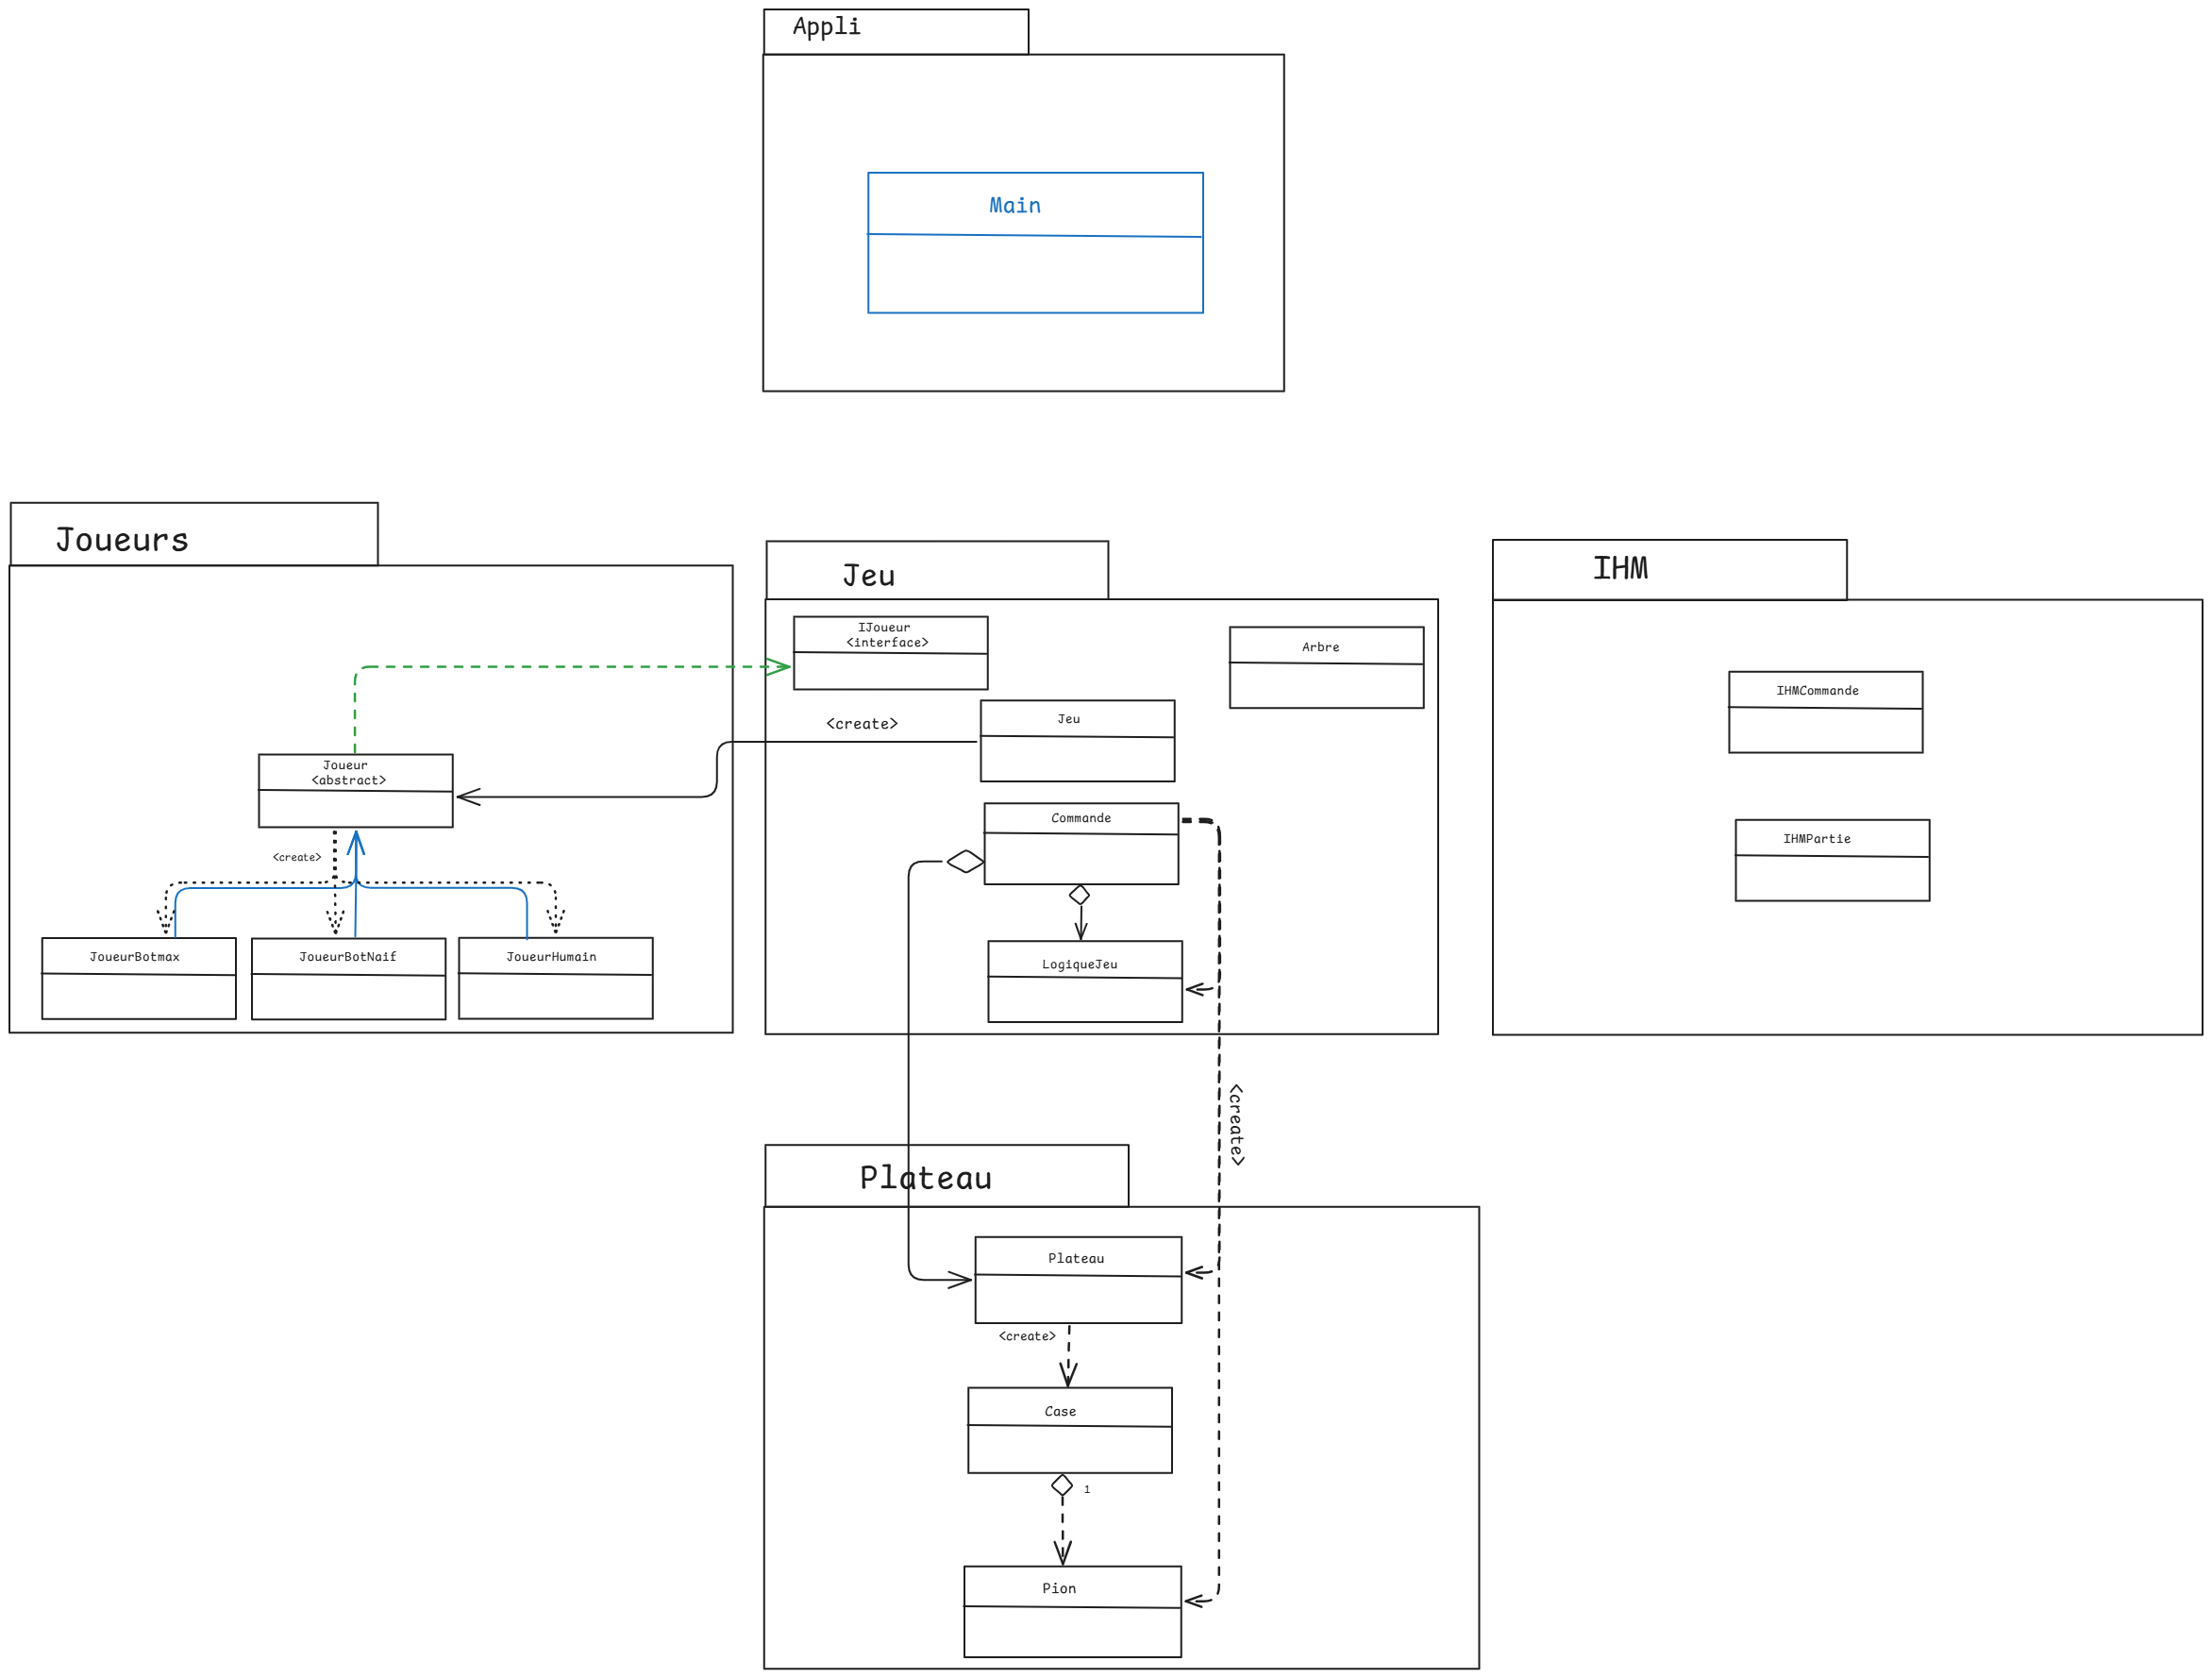 Appli
Main
Joueurs
Jeu
IHM
IJoueur
<interface>
Arbre
IHMCommande
<create>
Jeu
Joueur
<abstract>
Commande
IHMPartie
<create>
JoueurBotmax
JoueurBotNaif
JoueurHumain
LogiqueJeu
<create>
Plateau
Plateau
<create>
Case
1
Pion